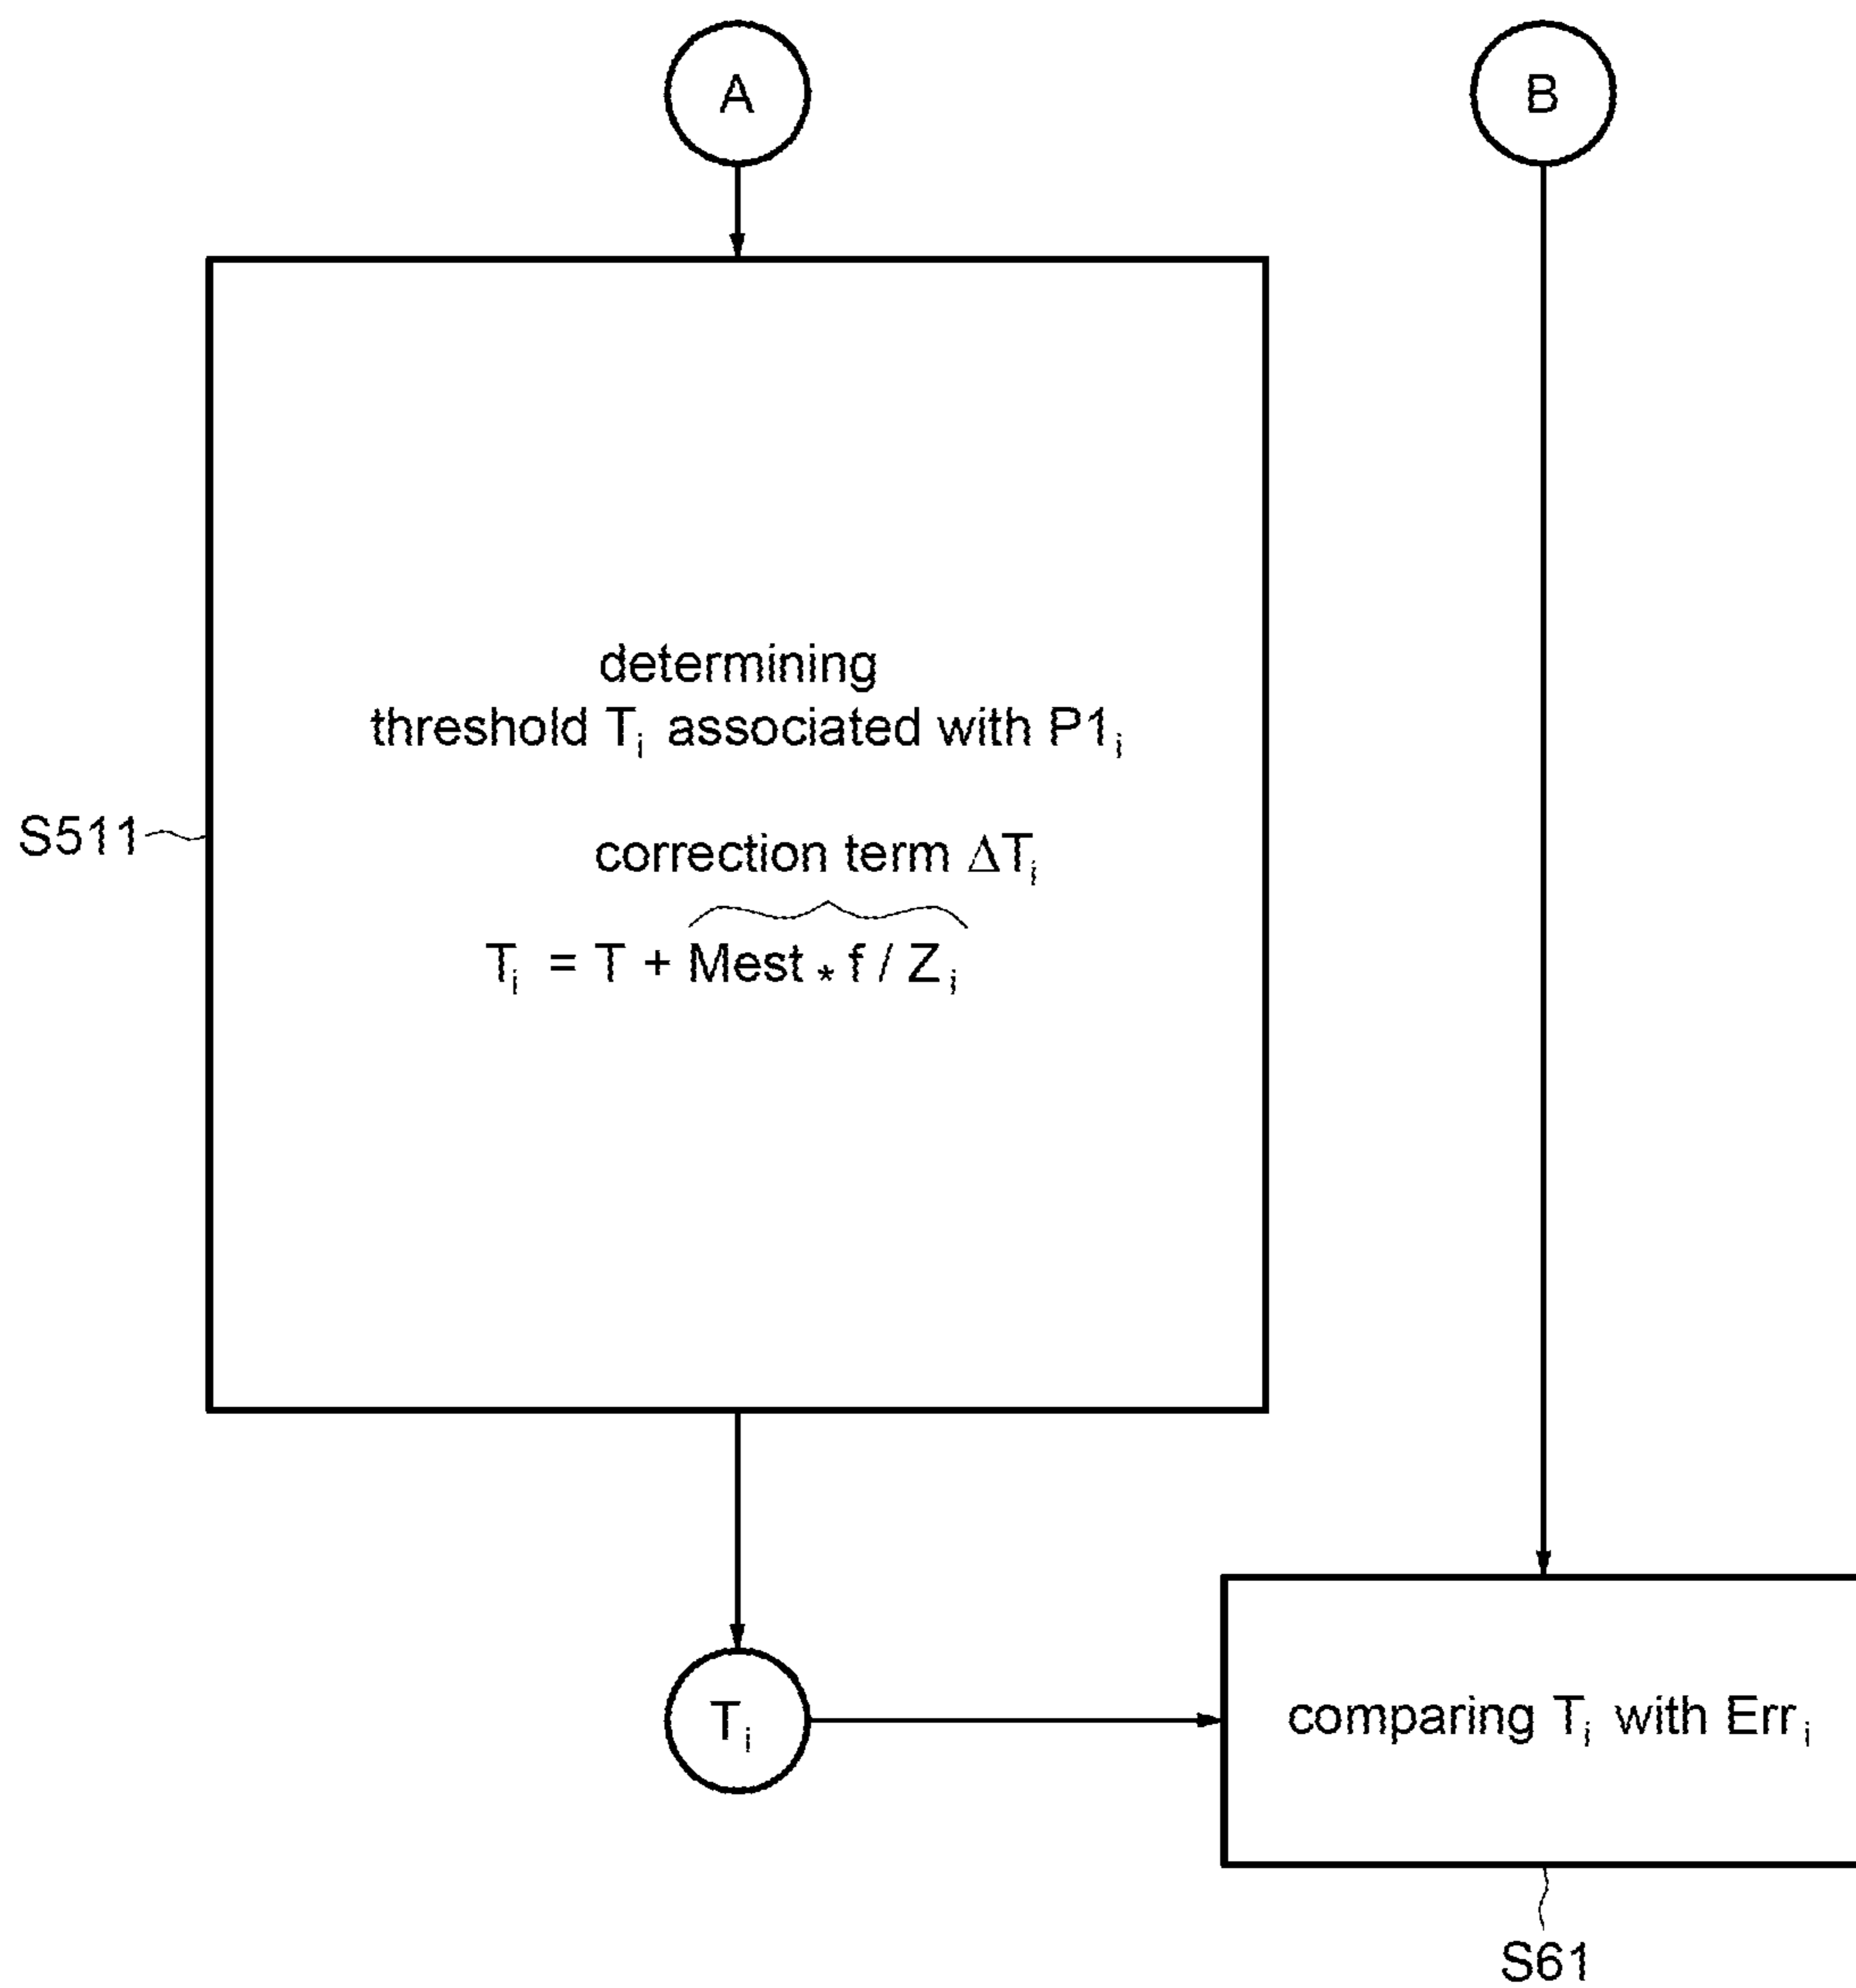 A
B
determining
threshold Tᵢ associated with P1ᵢ
S511
correction term ΔTᵢ
Tᵢ = T + Mest * f / Zᵢ
Tᵢ
comparing Tᵢ with Errᵢ
S61